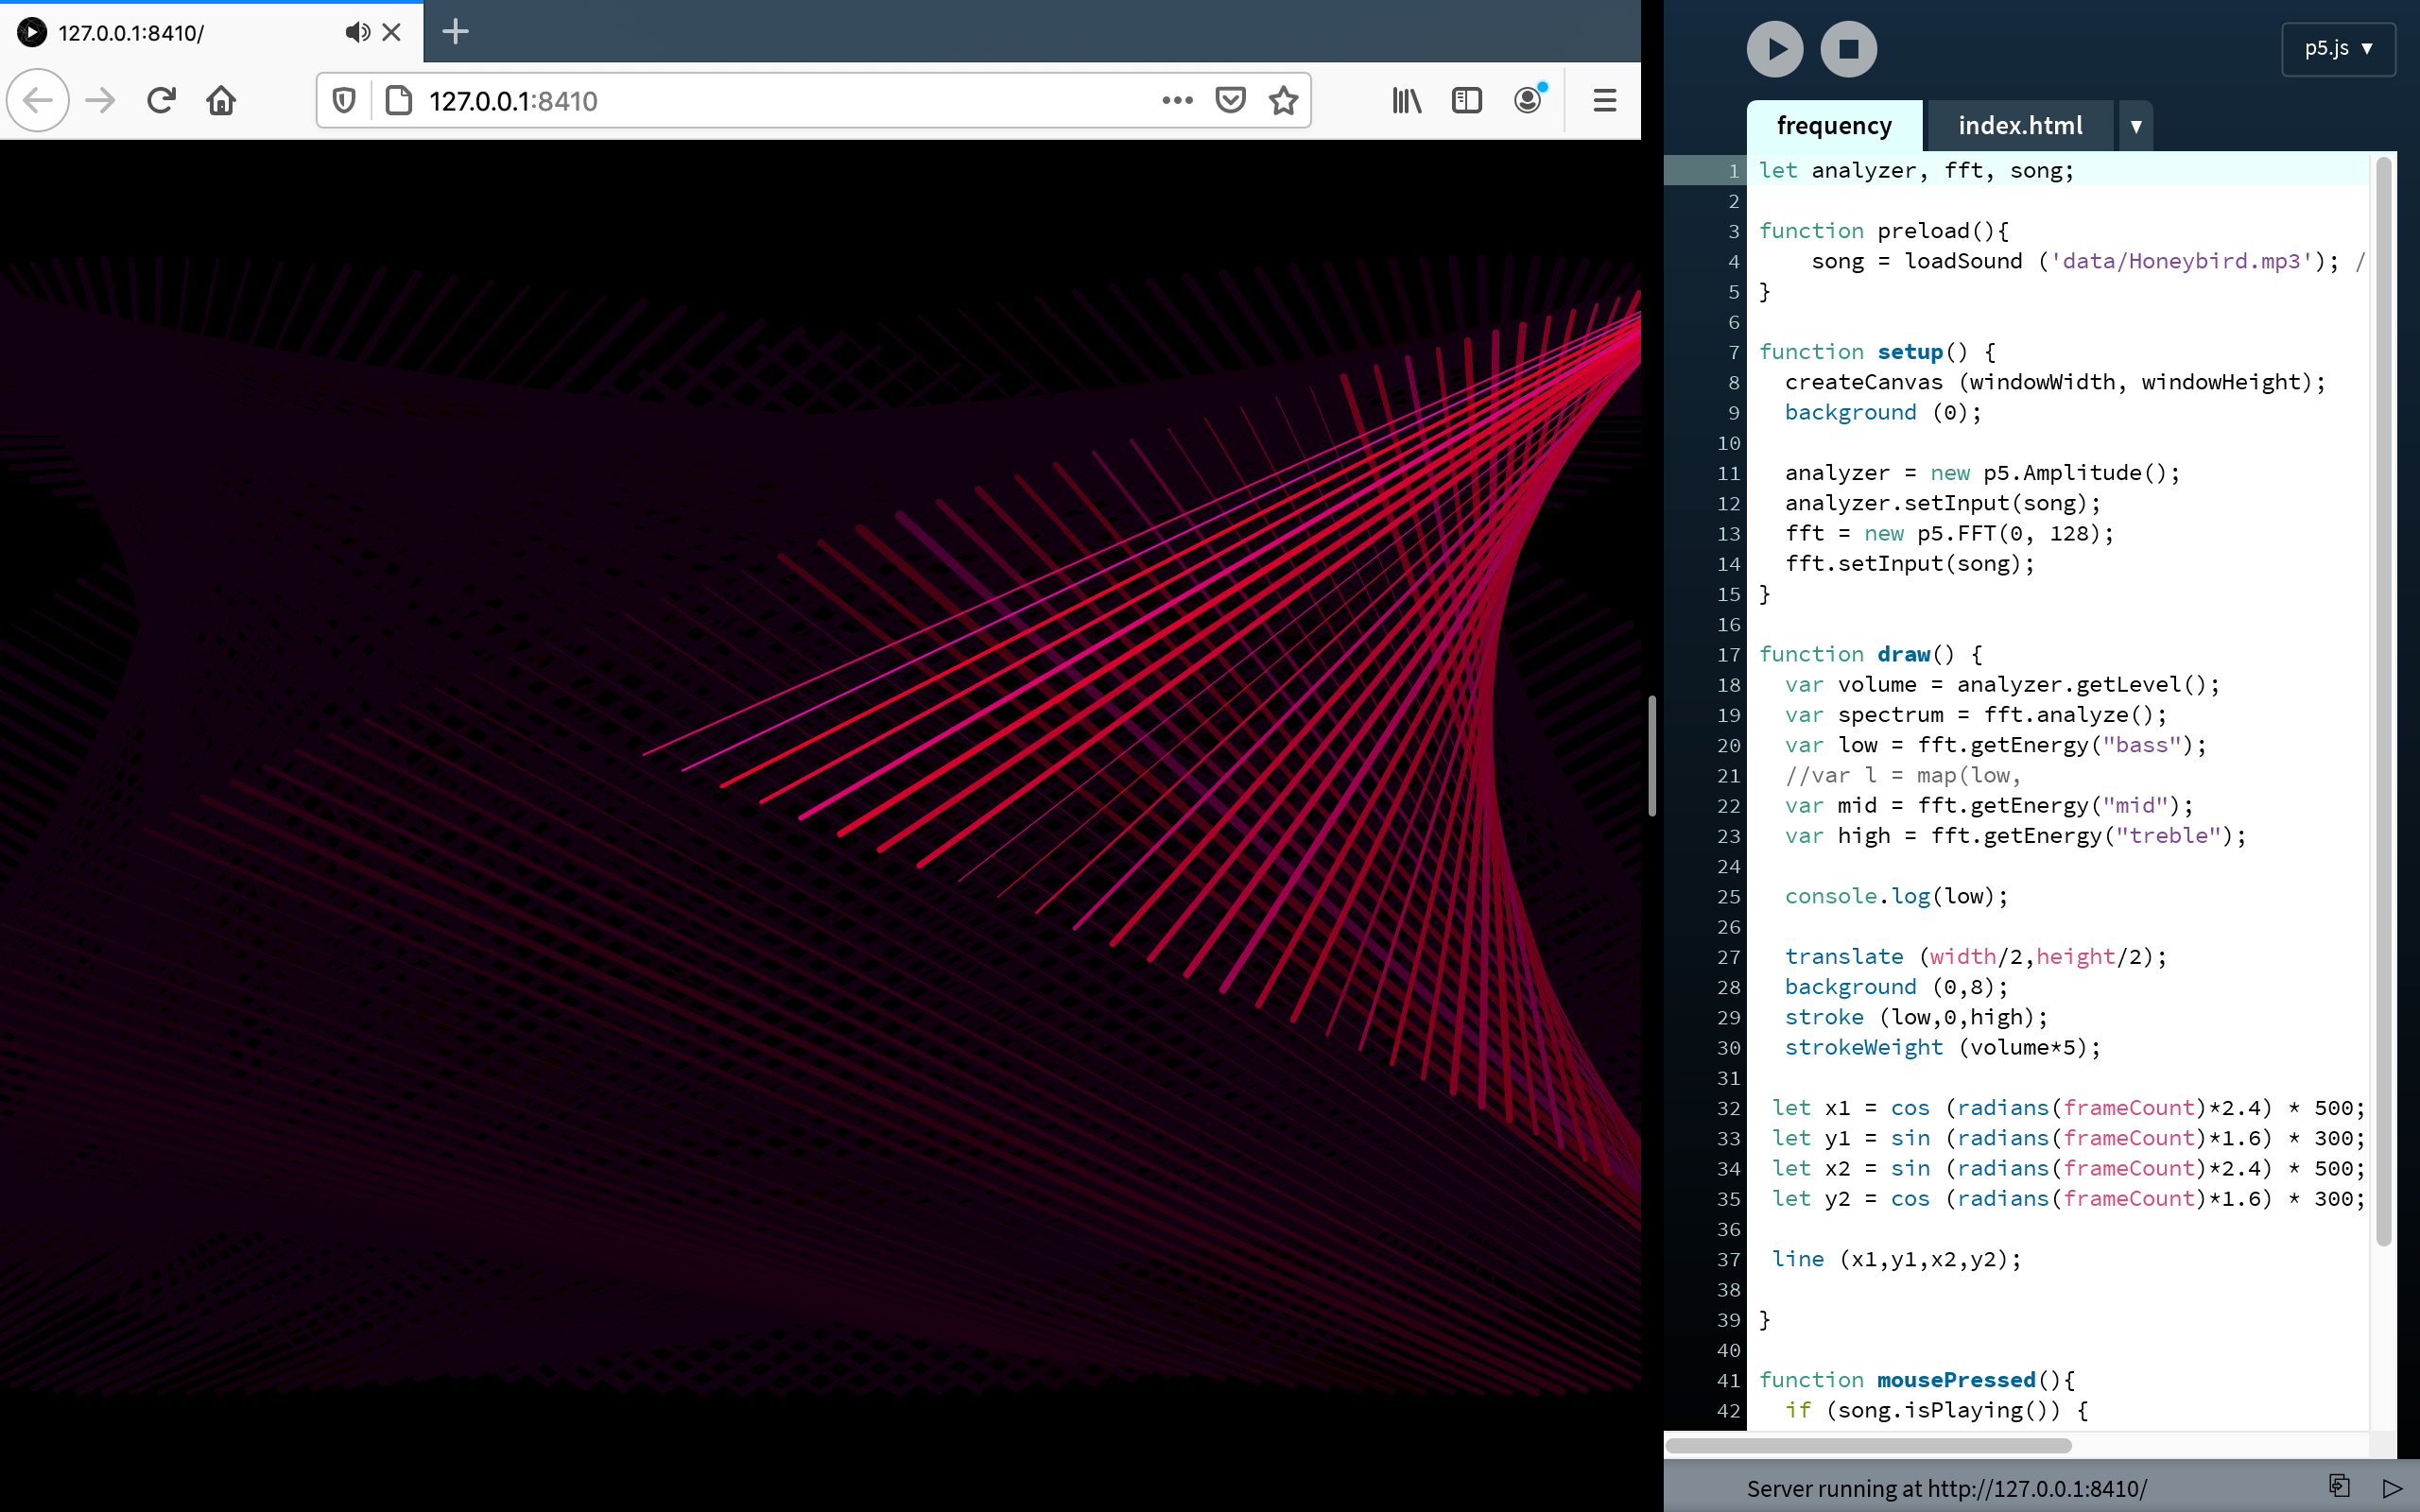 127.0.0.1:8410/
127.0.0.1:8410
p5.js ▼
frequency
index.html
▼
1 let analyzer, fft, song;
2
3 function preload(){
4     song = loadSound ('data/Honeybird.mp3'); /
5 }
6
7 function setup() {
8   createCanvas (windowWidth, windowHeight);
9   background (0);
10
11   analyzer = new p5.Amplitude();
12   analyzer.setInput(song);
13   fft = new p5.FFT(0, 128);
14   fft.setInput(song);
15 }
16
17 function draw() {
18   var volume = analyzer.getLevel();
19   var spectrum = fft.analyze();
20   var low = fft.getEnergy("bass");
21   //var l = map(low,
22   var mid = fft.getEnergy("mid");
23   var high = fft.getEnergy("treble");
24
25   console.log(low);
26
27   translate (width/2,height/2);
28   background (0,8);
29   stroke (low,0,high);
30   strokeWeight (volume*5);
31
32  let x1 = cos (radians(frameCount)*2.4) * 500;
33  let y1 = sin (radians(frameCount)*1.6) * 300;
34  let x2 = sin (radians(frameCount)*2.4) * 500;
35  let y2 = cos (radians(frameCount)*1.6) * 300;
36
37  line (x1,y1,x2,y2);
38
39 }
40
41 function mousePressed(){
42   if (song.isPlaying()) {
Server running at http://127.0.0.1:8410/